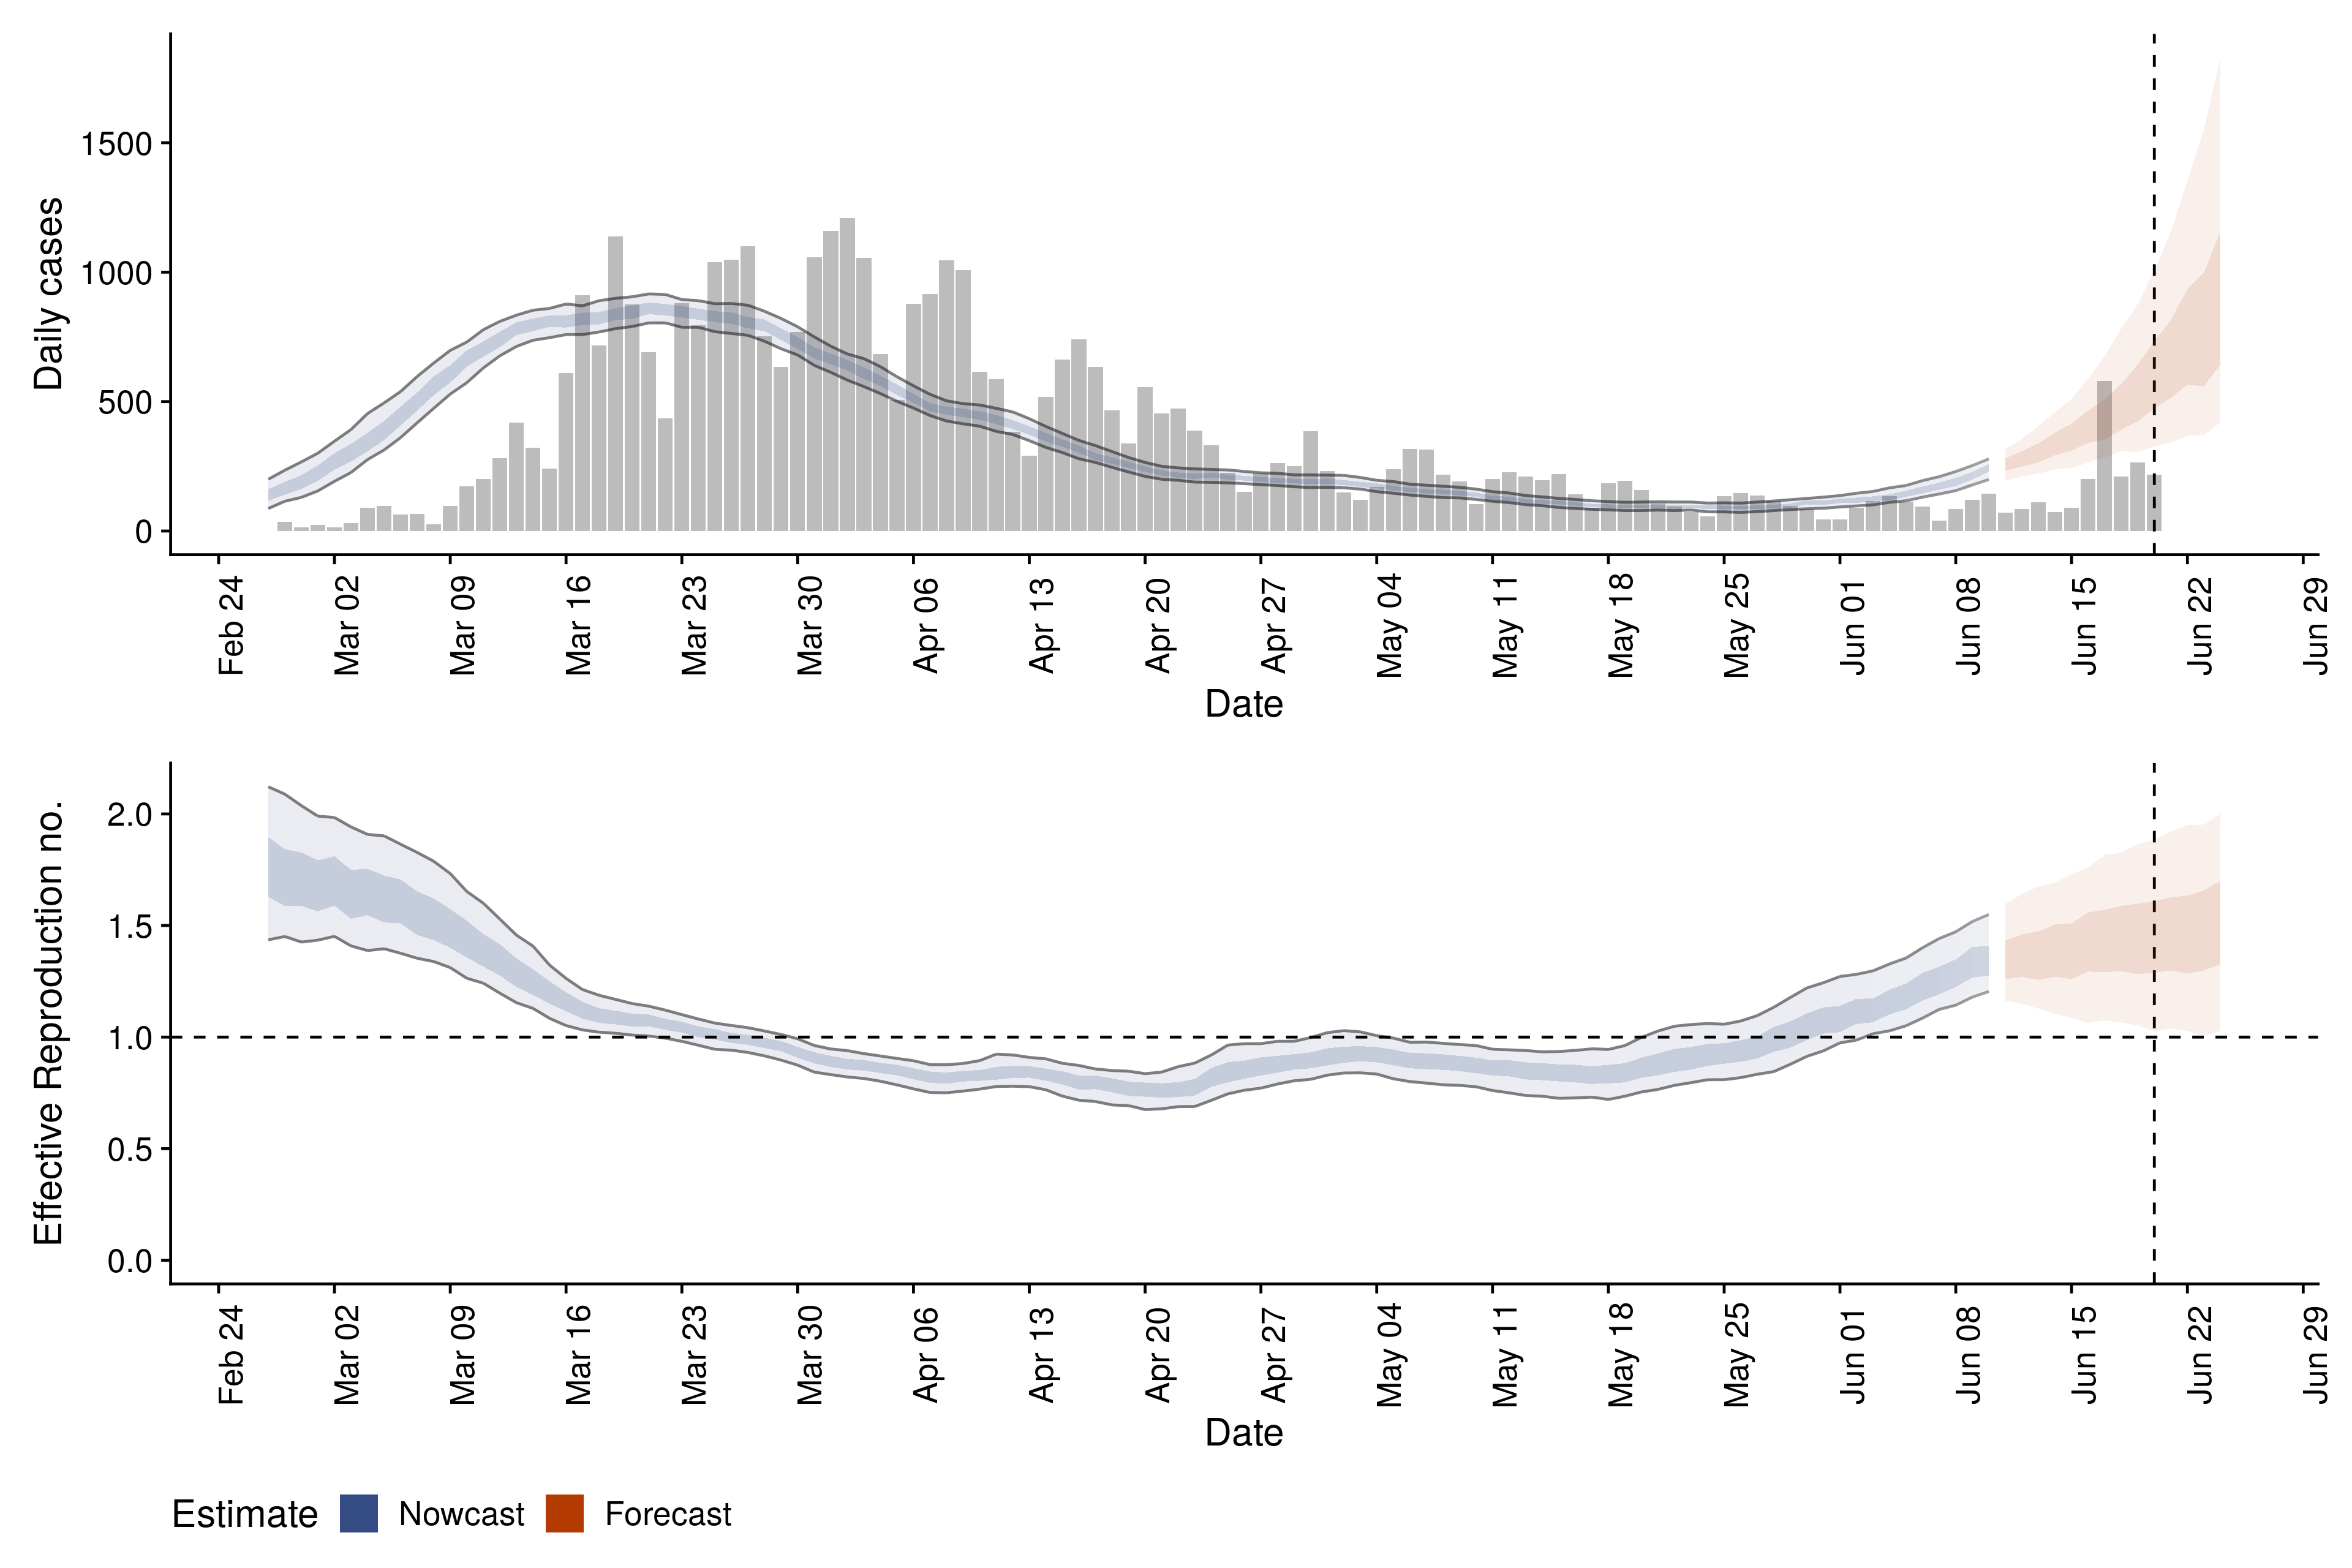 Daily cases
1500
1000
500
0
Feb 24
Mar 02
Mar 09
Mar 16
Mar 23
Mar 30
Apr 06
Apr 13
Apr 20
Apr 27
May 04
May 11
May 18
May 25
Jun 01
Jun 08
Jun 15
Jun 22
Jun 29
Date
Effective Reproduction no.
2.0
1.5
1.0
0.5
0.0
Feb 24
Mar 02
Mar 09
Mar 16
Mar 23
Mar 30
Apr 06
Apr 13
Apr 20
Apr 27
May 04
May 11
May 18
May 25
Jun 01
Jun 08
Jun 15
Jun 22
Jun 29
Date
Estimate Nowcast Forecast